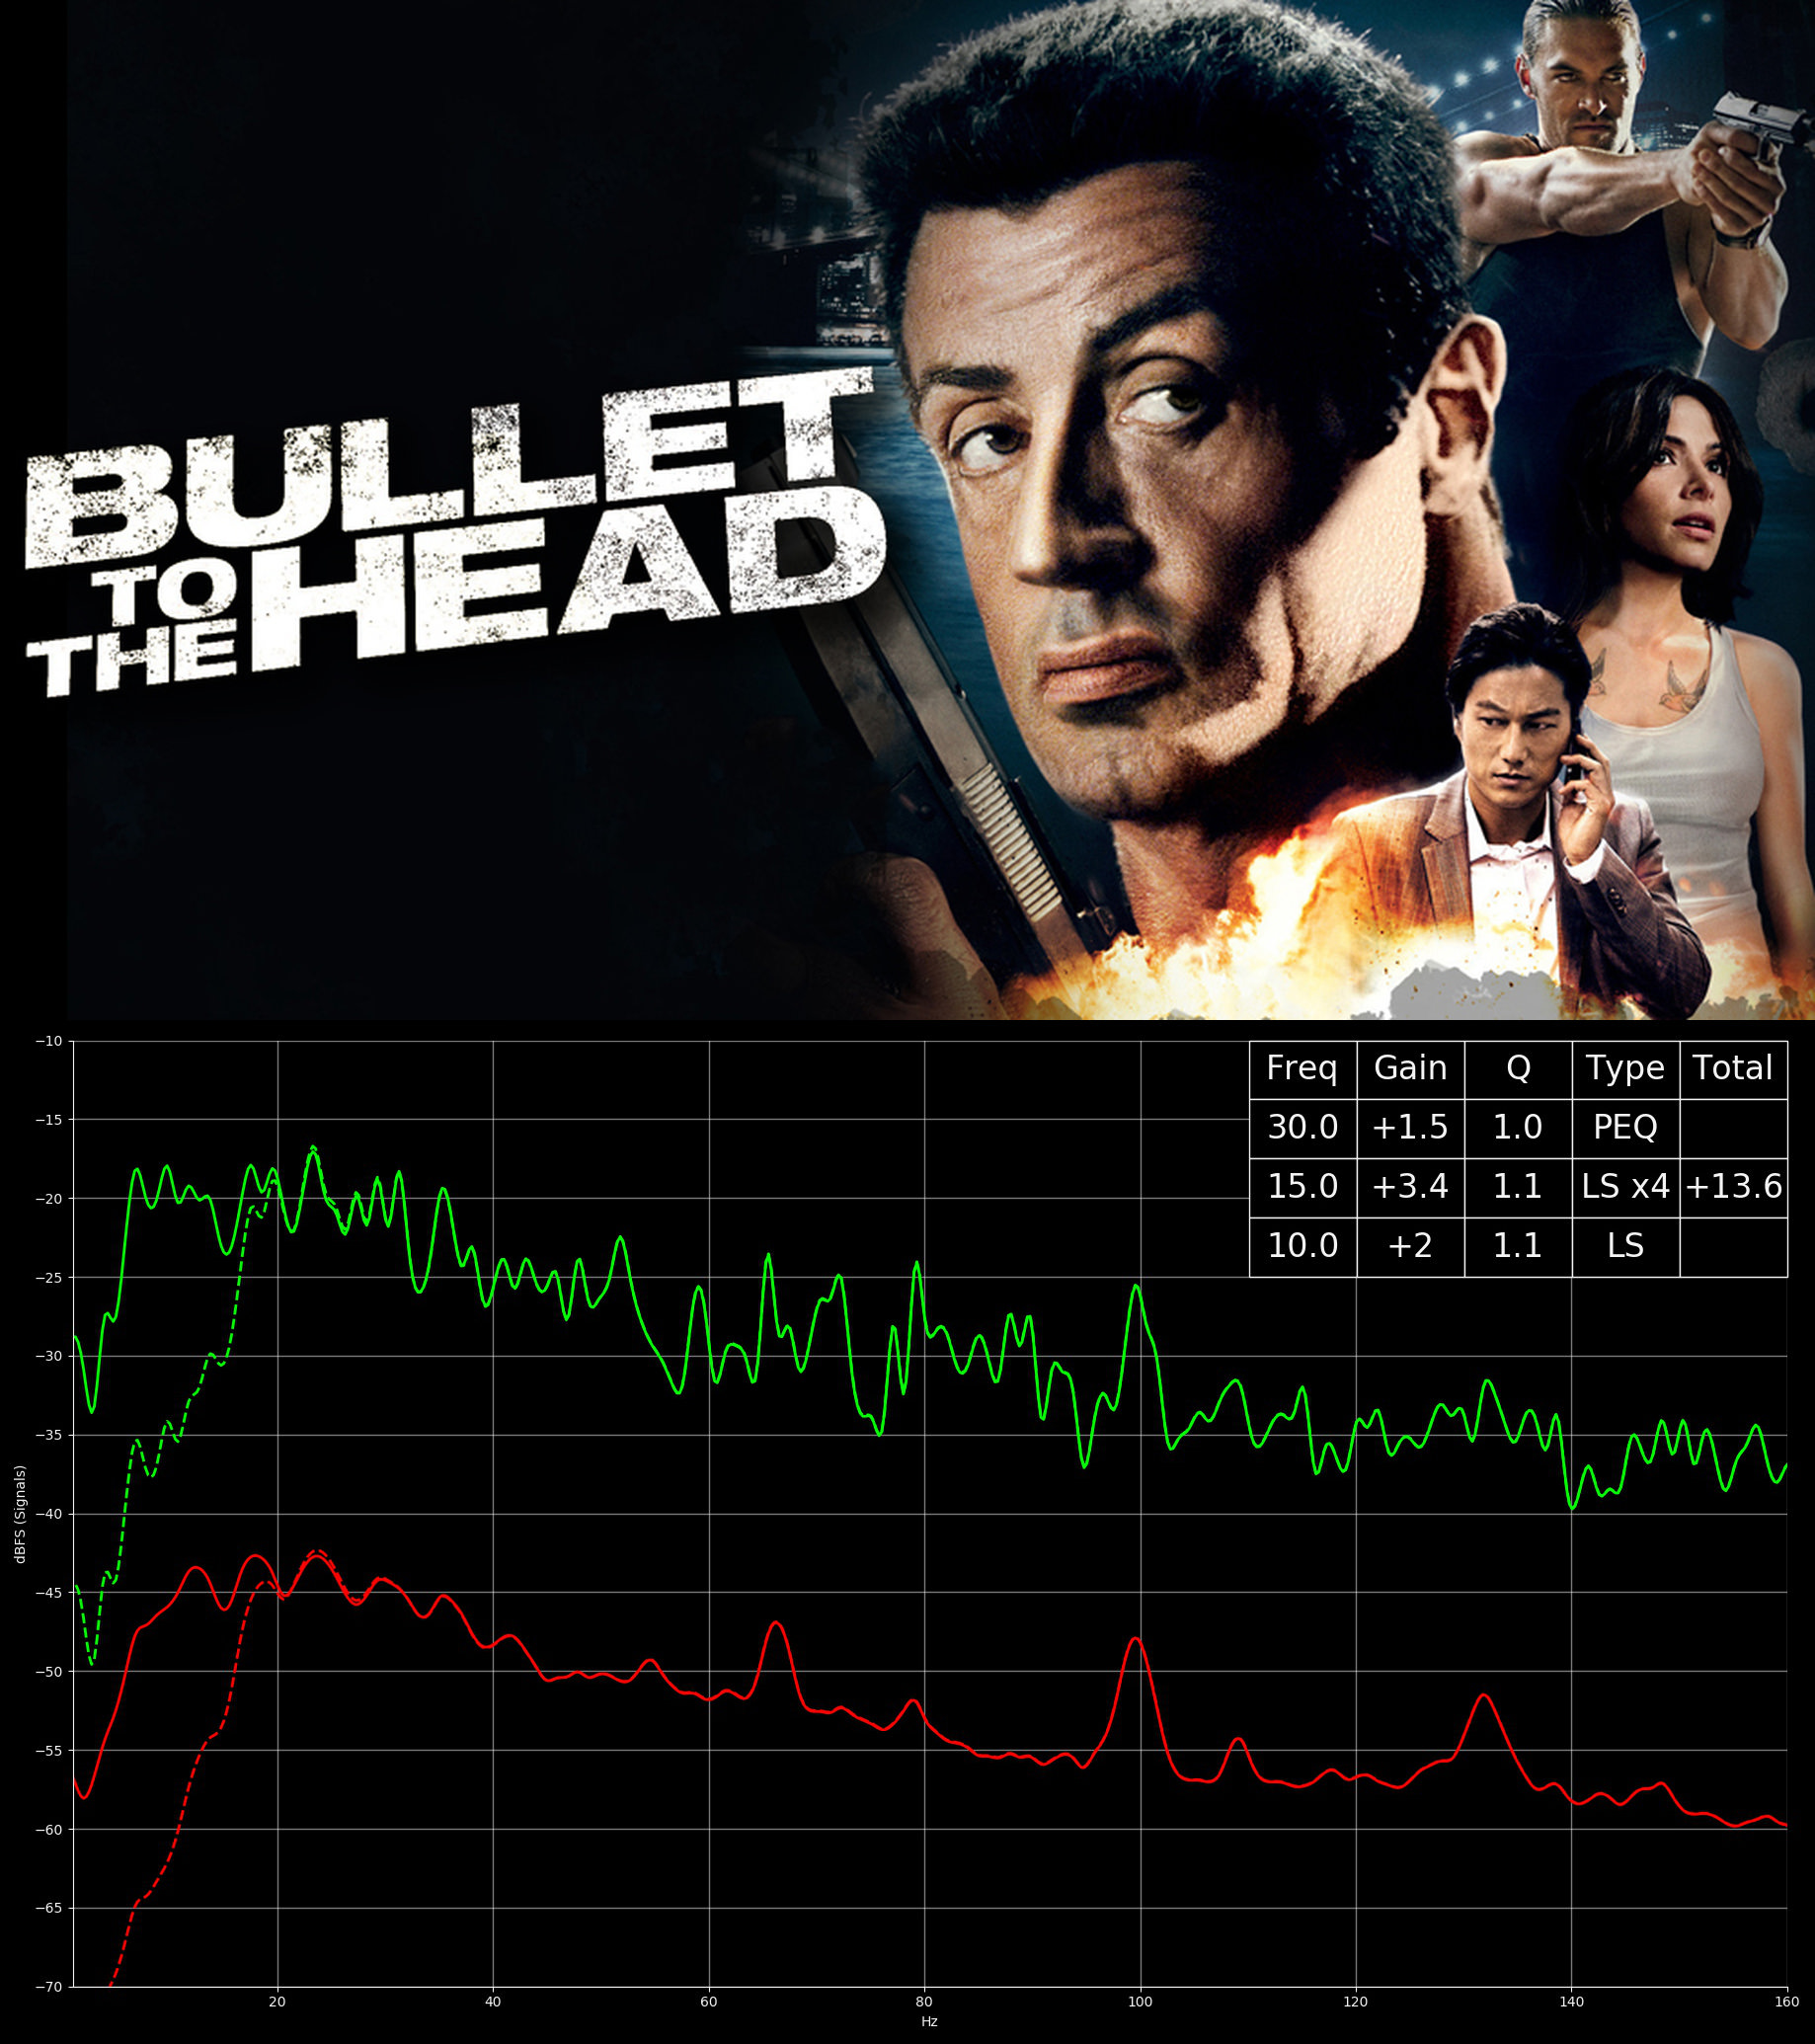 BULLET
TO
THE HEAD
Freq Gain Q Type Total
30.0 +1.5 1.0 PEQ
15.0 +3.4 1.1 LS x4 +13.6
10.0 +2 1.1 LS
−10
−15
−20
−25
−30
−35
−40
−45
−50
−55
−60
−65
−70
dBFS (Signals)
20 40 60 80 100 120 140 160
Hz